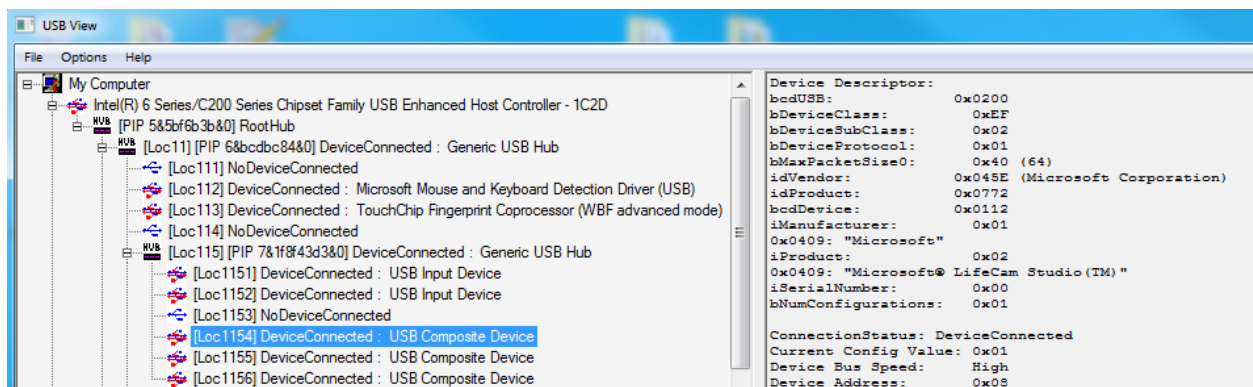 USB View
File Options Help
My Computer
Intel(R) 6 Series/C200 Series Chipset Family USB Enhanced Host Controller - 1C2D
HUB [PIP 5&5bf6b3b&0] RootHub
HUB [Loc11] [PIP 6&bcdbc84&0] DeviceConnected : Generic USB Hub
[Loc111] NoDeviceConnected
[Loc112] DeviceConnected : Microsoft Mouse and Keyboard Detection Driver (USB)
[Loc113] DeviceConnected : TouchChip Fingerprint Coprocessor (WBF advanced mode)
[Loc114] NoDeviceConnected
HUB [Loc115] [PIP 7&1f8f43d3&0] DeviceConnected : Generic USB Hub
[Loc1151] DeviceConnected : USB Input Device
[Loc1152] DeviceConnected : USB Input Device
[Loc1153] NoDeviceConnected
[Loc1154] DeviceConnected : USB Composite Device
[Loc1155] DeviceConnected : USB Composite Device
[Loc1156] DeviceConnected : USB Composite Device
Device Descriptor:
bcdUSB: 0x0200
bDeviceClass: 0xEF
bDeviceSubClass: 0x02
bDeviceProtocol: 0x01
bMaxPacketSize0: 0x40 (64)
idVendor: 0x045E (Microsoft Corporation)
idProduct: 0x0772
bcdDevice: 0x0112
iManufacturer: 0x01
0x0409: "Microsoft"
iProduct: 0x02
0x0409: "Microsoft® LifeCam Studio(TM)"
iSerialNumber: 0x00
bNumConfigurations: 0x01
ConnectionStatus: DeviceConnected
Current Config Value: 0x01
Device Bus Speed: High
Device Address: 0x08